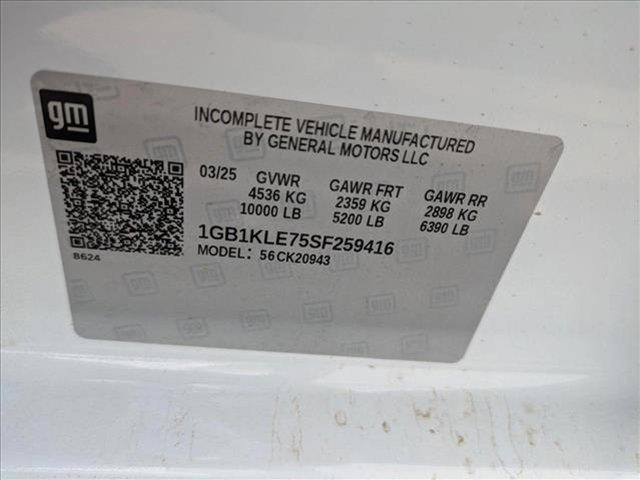 gm
INCOMPLETE VEHICLE MANUFACTURED
BY GENERAL MOTORS LLC
03/25 GVWR GAWR FRT GAWR RR
4536 KG 2359 KG 2898 KG
10000 LB 5200 LB 6390 LB
1GB1KLE75SF259416
MODEL: 56CK20943
8624